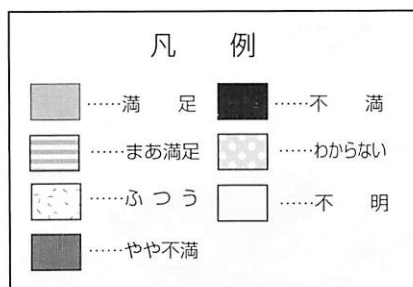 凡 例
……満 足
……不 満
……まあ満足
……わからない
……ふ つ う
……不 明
……やや不満